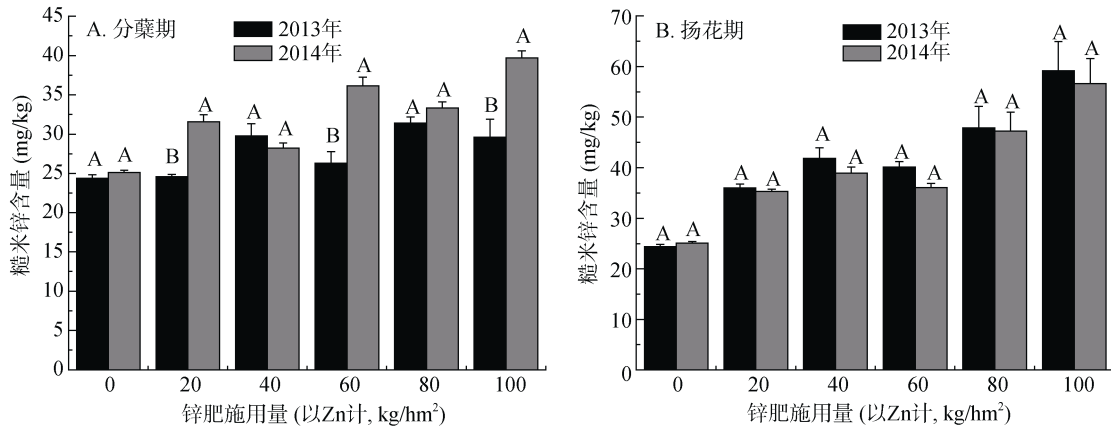 A. 分蘖期
2013年
2014年
糙米锌含量 (mg/kg)
45
40
35
30
25
20
15
10
5
0
A A B A A A B A A A B A
0 20 40 60 80 100
锌肥施用量 (以Zn计, kg/hm²)
B. 扬花期
2013年
2014年
糙米锌含量 (mg/kg)
70
60
50
40
30
20
10
0
A A A A A A A A A A A A
0 20 40 60 80 100
锌肥施用量 (以Zn计, kg/hm²)